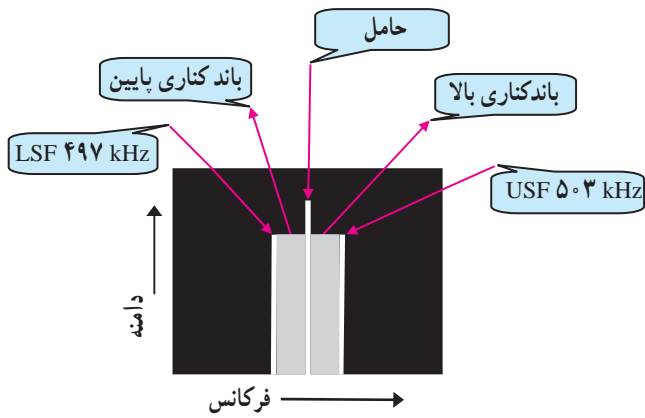 حامل
باند کناری پایین
باندکناری بالا
LSF ۴۹۷ kHz
USF ۵۰۳ kHz
دامنه
فرکانس